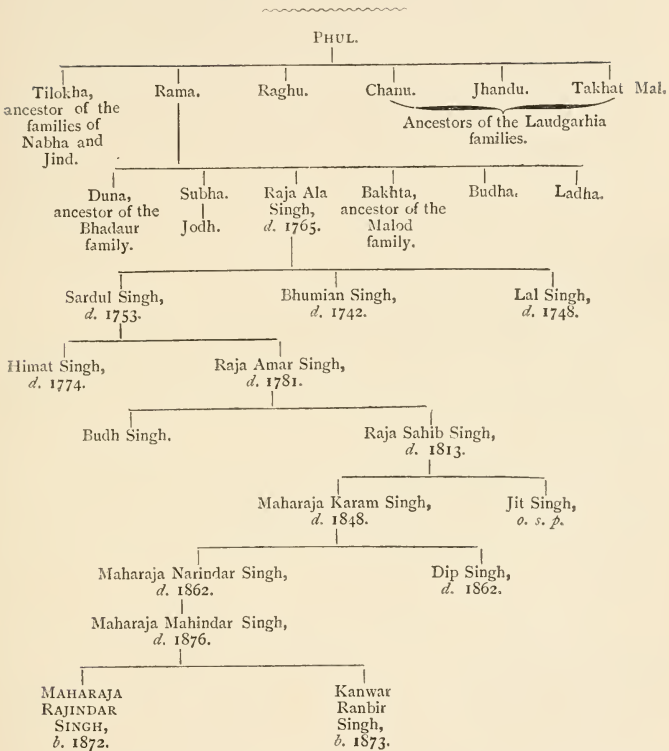 PHUL.
Tilokha,
ancestor of the
families of
Nabha and
Jind.
Rama.
Raghu.
Chanu.
Jhandu.
Takhat Mal.
Ancestors of the Laudgarhia
families.
Duna,
ancestor of the
Bhadaur
family.
Subha.
Jodh.
Raja Ala
Singh,
d. 1765.
Bakhta,
ancestor of the
Malod
family.
Budha.
Ladha.
Sardul Singh,
d. 1753.
Bhumian Singh,
d. 1742.
Lal Singh,
d. 1748.
Himat Singh,
d. 1774.
Raja Amar Singh,
d. 1781.
Budh Singh.
Raja Sahib Singh,
d. 1813.
Maharaja Karam Singh,
d. 1848.
Jit Singh,
o. s. p.
Maharaja Narindar Singh,
d. 1862.
Dip Singh,
d. 1862.
Maharaja Mahindar Singh,
d. 1876.
MAHARAJA
RAJINDAR
SINGH,
b. 1872.
Kanwar
Ranbir
Singh,
b. 1873.